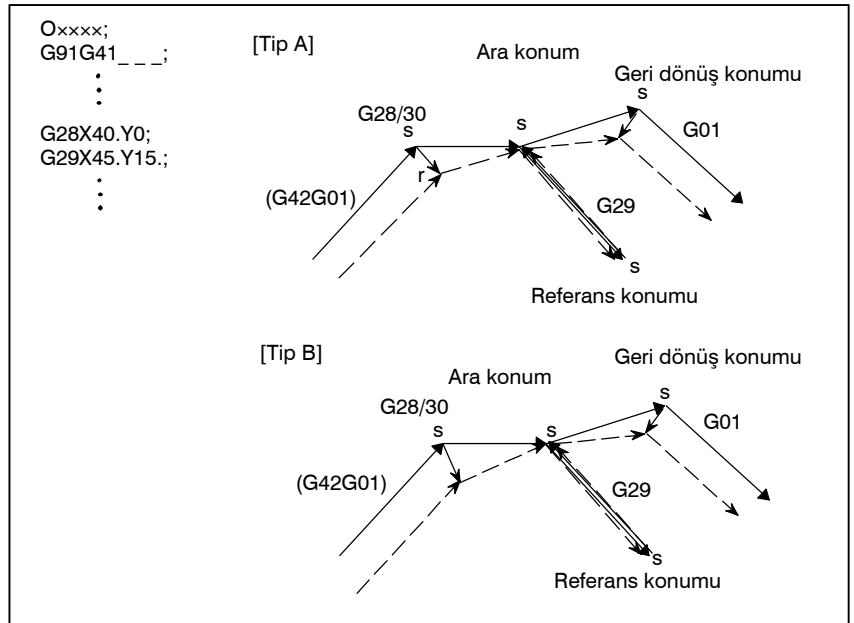 O××××;
G91G41_ _ _;
G28X40.Y0;
G29X45.Y15.;
[Tip A]
Ara konum
Geri dönüş konumu
s
G28/30
s
s
G01
r
(G42G01)
G29
s
Referans konumu
[Tip B]
Geri dönüş konumu
Ara konum
s
G28/30
s
s
G01
(G42G01)
G29
s
Referans konumu